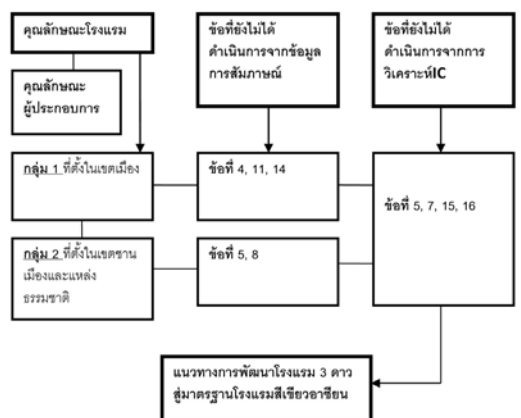 คุณลักษณะโรงแรม
คุณลักษณะ
ผู้ประกอบการ
ข้อที่ยังไม่ได้
ดำเนินการจากข้อมูล
การสัมภาษณ์
ข้อที่ยังไม่ได้
ดำเนินการจากการ
วิเคราะห์IC
กลุ่ม 1 ที่ตั้งในเขตเมือง
ข้อที่ 4, 11, 14
ข้อที่ 5, 7, 15, 16
กลุ่ม 2 ที่ตั้งในเขตชาน
เมืองและแหล่ง
ธรรมชาติ
ข้อที่ 5, 8
แนวทางการพัฒนาโรงแรม 3 ดาว
สู่มาตรฐานโรงแรมสีเขียวอาเซียน